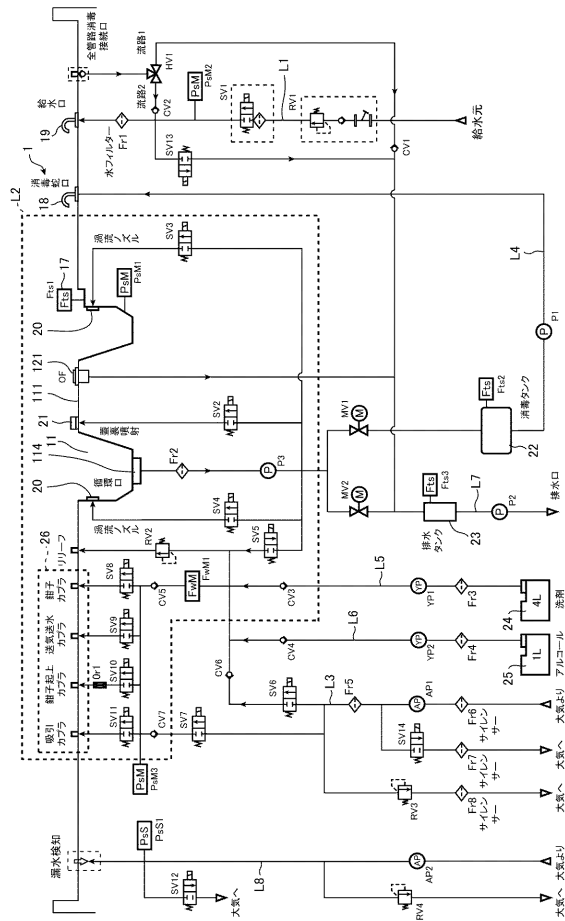 全管路消毒
接続口
流路1
HV1
流路2
CV2
給水口
19
水フィルター
Fr1
PsM
PsM2
SV1
RV1
L1
給水元
CV1
SV13
1
消毒蛇口
18
L2
L4
P
P1
渦流ノズル
SV3
PsM
PsM1
Fts1
Fts
17
20
121
OF
111
21
11
蓋裏噴射
SV2
114
循環口
Fr2
P
P3
MV1
M
Fts
Fts2
消毒タンク
22
MV2
M
Fts
Fts3
排水
タンク
23
L7
P
P2
排水口
20
渦流ノズル
SV4
SV5
26
リリーフ
RV2
鉗子
カプラ
SV8
CV5
FwM
FwM1
CV3
L5
YP
YP1
Fr3
4L
24
洗剤
送気送水
カプラ
SV9
CV4
L6
YP
YP2
Fr4
1L
25
アルコール
鉗子起上
カプラ
Or1
SV10
CV6
SV6
L3
Fr5
AP
AP1
Fr6
サイレン
サー
大気より
吸引
カプラ
SV11
CV7
SV7
SV14
Fr7
サイレン
サー
大気へ
PsM
PsM3
RV3
Fr8
サイレン
サー
大気へ
漏水検知
PsS
PsS1
SV12
大気へ
L8
AP
AP2
大気より
RV4
大気へ